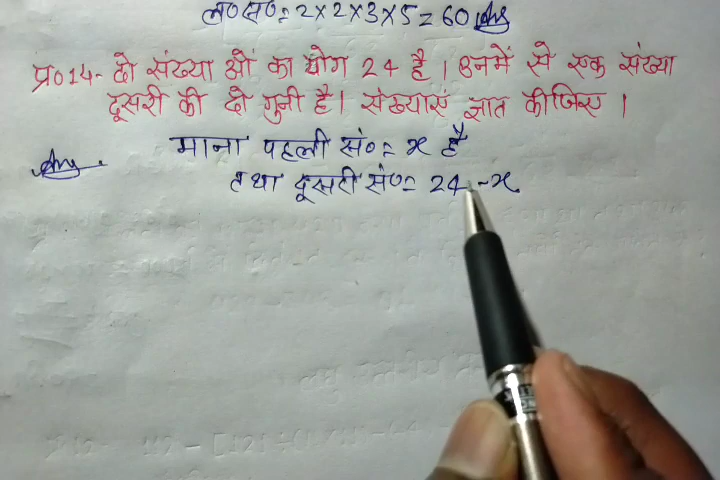 ल०स०= 2×2×3×5 = 60 Ans
प्र०14- दो संख्या ओं का योग 24 है। उनमें से एक संख्या
दूसरी की दो गुनी है। संख्याएं ज्ञात कीजिए ।
माना पहली सं०= x है
Ans.
तथा दूसरी सं०= 24-x